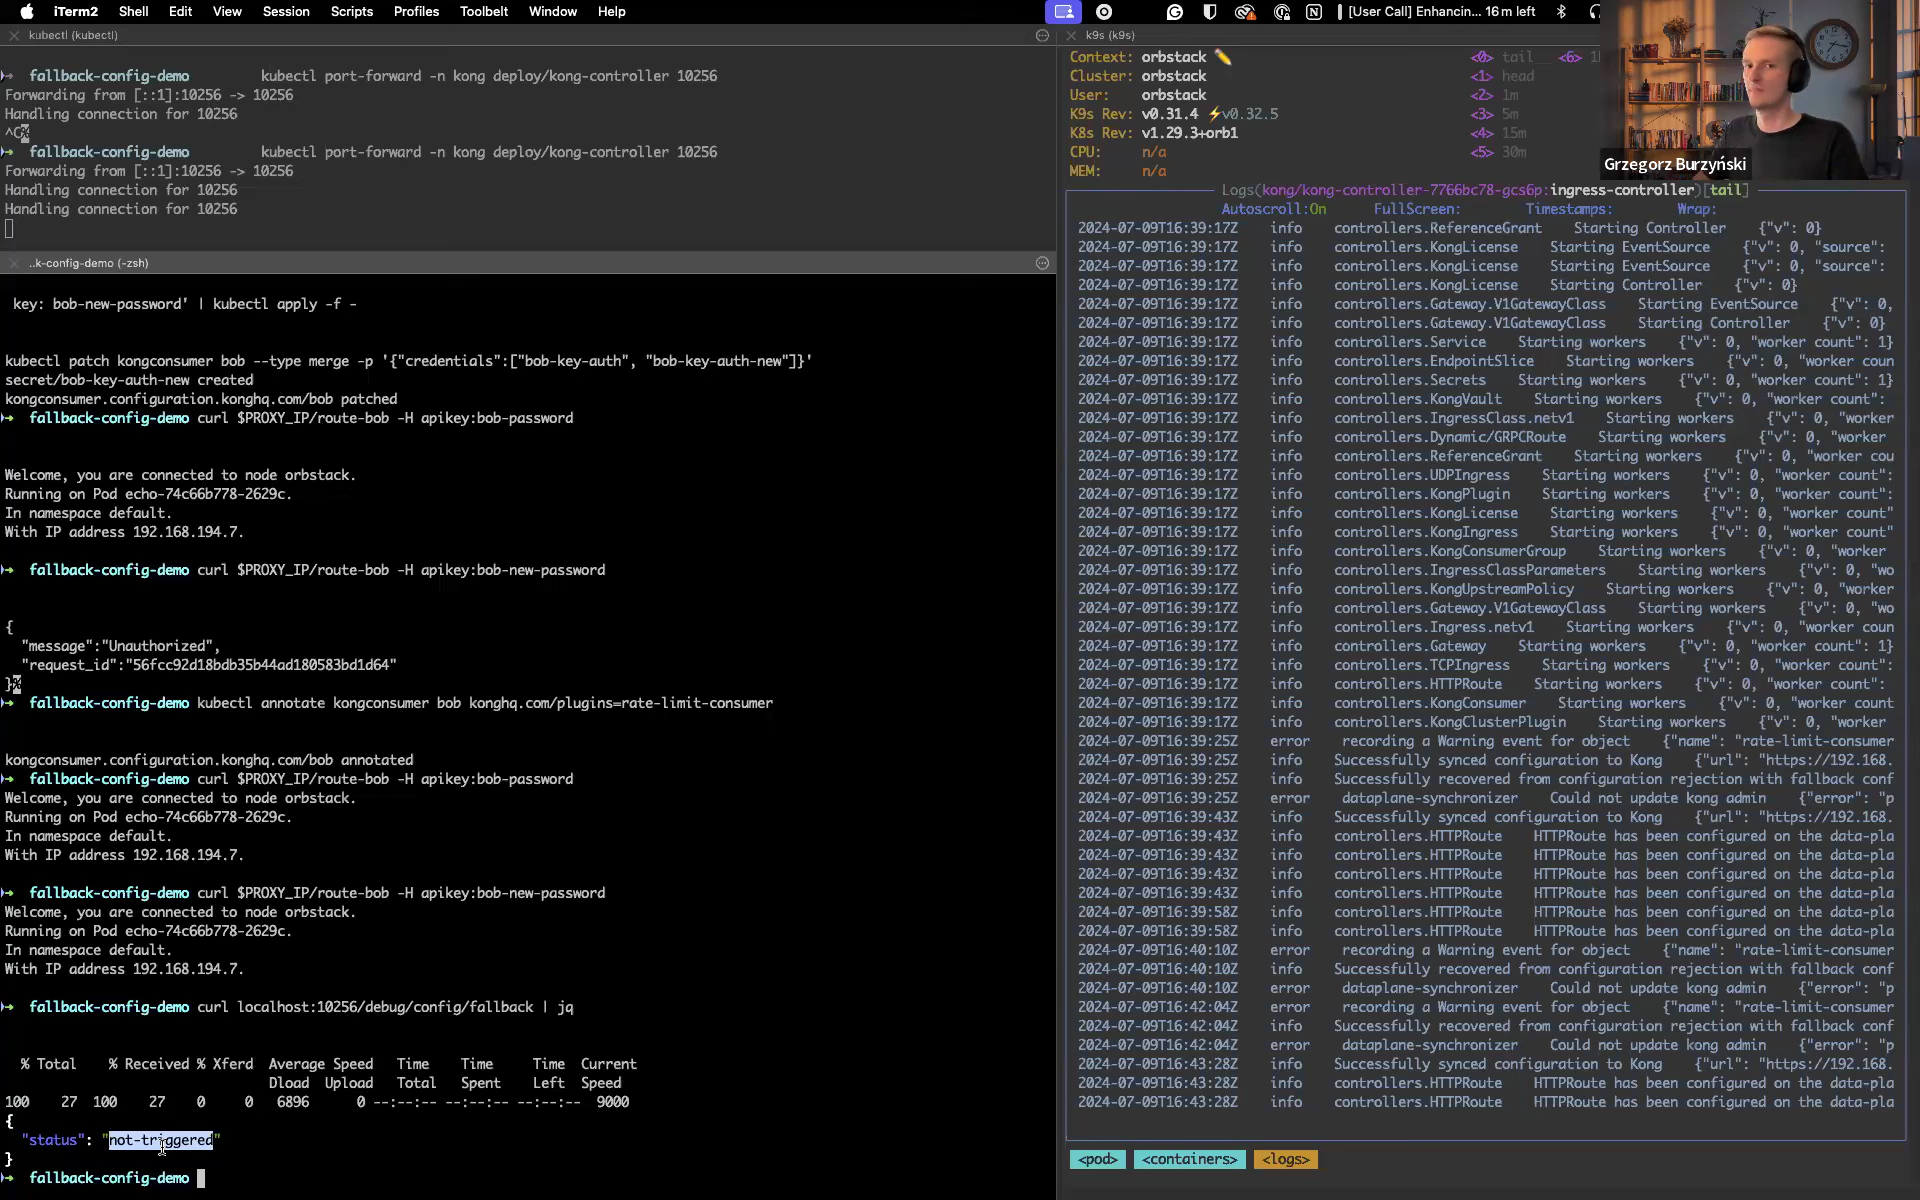 iTerm2 Shell Edit View Session Scripts Profiles Toolbelt Window Help
[User Call] Enhancin... 16 m left
kubectl (kubectl)
fallback-config-demo kubectl port-forward -n kong deploy/kong-controller 10256
Forwarding from [::1]:10256 -> 10256
Handling connection for 10256
^C%
fallback-config-demo kubectl port-forward -n kong deploy/kong-controller 10256
Forwarding from [::1]:10256 -> 10256
Handling connection for 10256
Handling connection for 10256
..k-config-demo (-zsh)
key: bob-new-password' | kubectl apply -f -
kubectl patch kongconsumer bob --type merge -p '{"credentials":["bob-key-auth", "bob-key-auth-new"]}'
secret/bob-key-auth-new created
kongconsumer.configuration.konghq.com/bob patched
fallback-config-demo curl $PROXY_IP/route-bob -H apikey:bob-password
Welcome, you are connected to node orbstack.
Running on Pod echo-74c66b778-2629c.
In namespace default.
With IP address 192.168.194.7.
fallback-config-demo curl $PROXY_IP/route-bob -H apikey:bob-new-password
{
"message":"Unauthorized",
"request_id":"56fcc92d18bdb35b44ad180583bd1d64"
}%
fallback-config-demo kubectl annotate kongconsumer bob konghq.com/plugins=rate-limit-consumer
kongconsumer.configuration.konghq.com/bob annotated
fallback-config-demo curl $PROXY_IP/route-bob -H apikey:bob-password
Welcome, you are connected to node orbstack.
Running on Pod echo-74c66b778-2629c.
In namespace default.
With IP address 192.168.194.7.
fallback-config-demo curl $PROXY_IP/route-bob -H apikey:bob-new-password
Welcome, you are connected to node orbstack.
Running on Pod echo-74c66b778-2629c.
In namespace default.
With IP address 192.168.194.7.
fallback-config-demo curl localhost:10256/debug/config/fallback | jq
% Total % Received % Xferd Average Speed Time Time Time Current
Dload Upload Total Spent Left Speed
100 27 100 27 0 0 6896 0 --:--:-- --:--:-- --:--:-- 9000
{
"status": "not-triggered"
}
fallback-config-demo
k9s (k9s)
Context: orbstack <0> tail <6>
Cluster: orbstack <1> head
User: orbstack <2> 1m
K9s Rev: v0.31.4 ⚡v0.32.5 <3> 5m
K8s Rev: v1.29.3+orb1 <4> 15m
CPU: n/a <5> 30m
MEM: n/a
Grzegorz Burzyński
Logs(kong/kong-controller-7766bc78-gcs6p:ingress-controller)[tail]
Autoscroll:On FullScreen: Timestamps: Wrap:
2024-07-09T16:39:17Z info controllers.ReferenceGrant Starting Controller {"v": 0}
2024-07-09T16:39:17Z info controllers.KongLicense Starting EventSource {"v": 0, "source":
2024-07-09T16:39:17Z info controllers.KongLicense Starting EventSource {"v": 0, "source":
2024-07-09T16:39:17Z info controllers.KongLicense Starting Controller {"v": 0}
2024-07-09T16:39:17Z info controllers.Gateway.V1GatewayClass Starting EventSource {"v": 0,
2024-07-09T16:39:17Z info controllers.Gateway.V1GatewayClass Starting Controller {"v": 0}
2024-07-09T16:39:17Z info controllers.Service Starting workers {"v": 0, "worker count": 1}
2024-07-09T16:39:17Z info controllers.EndpointSlice Starting workers {"v": 0, "worker coun
2024-07-09T16:39:17Z info controllers.Secrets Starting workers {"v": 0, "worker count": 1}
2024-07-09T16:39:17Z info controllers.KongVault Starting workers {"v": 0, "worker count":
2024-07-09T16:39:17Z info controllers.IngressClass.netv1 Starting workers {"v": 0, "worker
2024-07-09T16:39:17Z info controllers.Dynamic/GRPCRoute Starting workers {"v": 0, "worker
2024-07-09T16:39:17Z info controllers.ReferenceGrant Starting workers {"v": 0, "worker cou
2024-07-09T16:39:17Z info controllers.UDPIngress Starting workers {"v": 0, "worker count":
2024-07-09T16:39:17Z info controllers.KongPlugin Starting workers {"v": 0, "worker count":
2024-07-09T16:39:17Z info controllers.KongLicense Starting workers {"v": 0, "worker count"
2024-07-09T16:39:17Z info controllers.KongIngress Starting workers {"v": 0, "worker count"
2024-07-09T16:39:17Z info controllers.KongConsumerGroup Starting workers {"v": 0, "worker
2024-07-09T16:39:17Z info controllers.IngressClassParameters Starting workers {"v": 0, "wo
2024-07-09T16:39:17Z info controllers.KongUpstreamPolicy Starting workers {"v": 0, "worker
2024-07-09T16:39:17Z info controllers.Gateway.V1GatewayClass Starting workers {"v": 0, "wo
2024-07-09T16:39:17Z info controllers.Ingress.netv1 Starting workers {"v": 0, "worker coun
2024-07-09T16:39:17Z info controllers.Gateway Starting workers {"v": 0, "worker count": 1}
2024-07-09T16:39:17Z info controllers.TCPIngress Starting workers {"v": 0, "worker count":
2024-07-09T16:39:17Z info controllers.HTTPRoute Starting workers {"v": 0, "worker count":
2024-07-09T16:39:17Z info controllers.KongConsumer Starting workers {"v": 0, "worker count
2024-07-09T16:39:17Z info controllers.KongClusterPlugin Starting workers {"v": 0, "worker
2024-07-09T16:39:25Z error recording a Warning event for object {"name": "rate-limit-consumer
2024-07-09T16:39:25Z info Successfully synced configuration to Kong {"url": "https://192.168.
2024-07-09T16:39:25Z info Successfully recovered from configuration rejection with fallback conf
2024-07-09T16:39:25Z error dataplane-synchronizer Could not update kong admin {"error": "p
2024-07-09T16:39:43Z info Successfully synced configuration to Kong {"url": "https://192.168.
2024-07-09T16:39:43Z info controllers.HTTPRoute HTTPRoute has been configured on the data-pla
2024-07-09T16:39:43Z info controllers.HTTPRoute HTTPRoute has been configured on the data-pla
2024-07-09T16:39:43Z info controllers.HTTPRoute HTTPRoute has been configured on the data-pla
2024-07-09T16:39:43Z info controllers.HTTPRoute HTTPRoute has been configured on the data-pla
2024-07-09T16:39:58Z info controllers.HTTPRoute HTTPRoute has been configured on the data-pla
2024-07-09T16:39:58Z info controllers.HTTPRoute HTTPRoute has been configured on the data-pla
2024-07-09T16:40:10Z error recording a Warning event for object {"name": "rate-limit-consumer
2024-07-09T16:40:10Z info Successfully recovered from configuration rejection with fallback conf
2024-07-09T16:40:10Z error dataplane-synchronizer Could not update kong admin {"error": "p
2024-07-09T16:42:04Z error recording a Warning event for object {"name": "rate-limit-consumer
2024-07-09T16:42:04Z info Successfully recovered from configuration rejection with fallback conf
2024-07-09T16:42:04Z error dataplane-synchronizer Could not update kong admin {"error": "p
2024-07-09T16:43:28Z info Successfully synced configuration to Kong {"url": "https://192.168.
2024-07-09T16:43:28Z info controllers.HTTPRoute HTTPRoute has been configured on the data-pla
2024-07-09T16:43:28Z info controllers.HTTPRoute HTTPRoute has been configured on the data-pla
<pod> <containers> <logs>